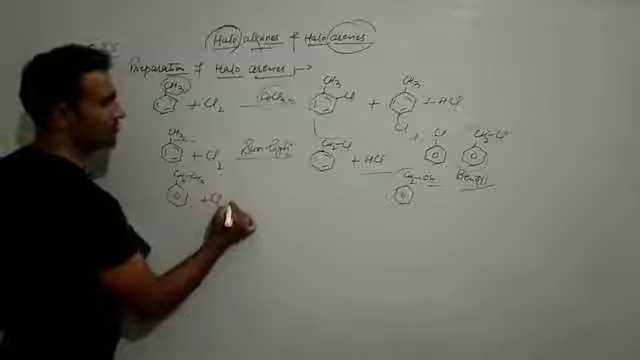 Halo alkanes & Halo arenes
Preparation of Halo arenes →
CH3 + Cl2 CH3 Cl + CH3 Cl + HCl
CH3 + Cl2 Sun light CH2-Cl + HCl Cl CH2-Cl
CH2-CH3 + Cl CH2-OH Benzyl